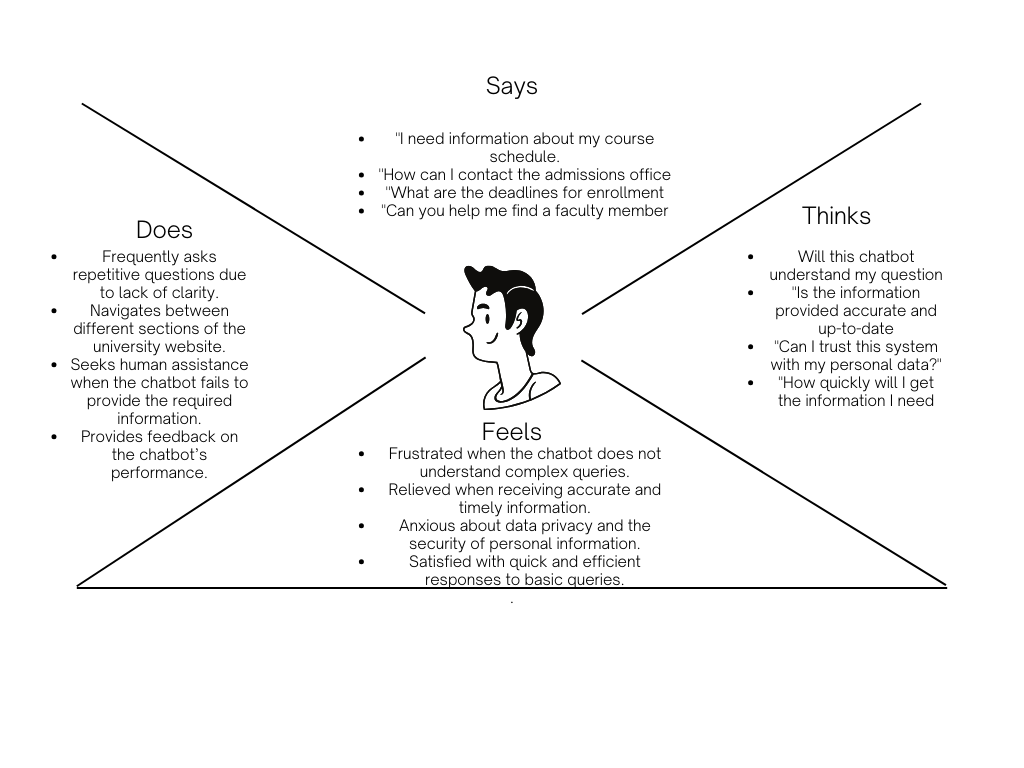 Says
• "I need information about my course
schedule.
• "How can I contact the admissions office
• "What are the deadlines for enrollment
• "Can you help me find a faculty member
Does
• Frequently asks
repetitive questions due
to lack of clarity.
• Navigates between
different sections of the
university website.
• Seeks human assistance
when the chatbot fails to
provide the required
information.
• Provides feedback on
the chatbot’s
performance.
Thinks
• Will this chatbot
understand my question
• "Is the information
provided accurate and
up-to-date
• "Can I trust this system
with my personal data?"
• "How quickly will I get
the information I need
Feels
• Frustrated when the chatbot does not
understand complex queries.
• Relieved when receiving accurate and
timely information.
• Anxious about data privacy and the
security of personal information.
• Satisfied with quick and efficient
responses to basic queries.
.